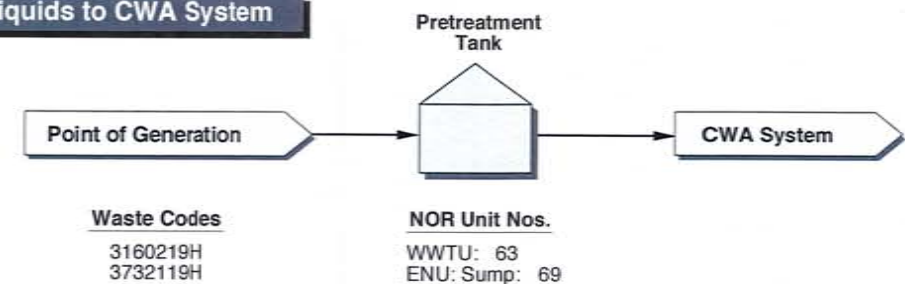 iquids to CWA System
Pretreatment
Tank
Point of Generation
CWA System
Waste Codes
3160219H
3732119H
NOR Unit Nos.
WWTU: 63
ENU: Sump: 69